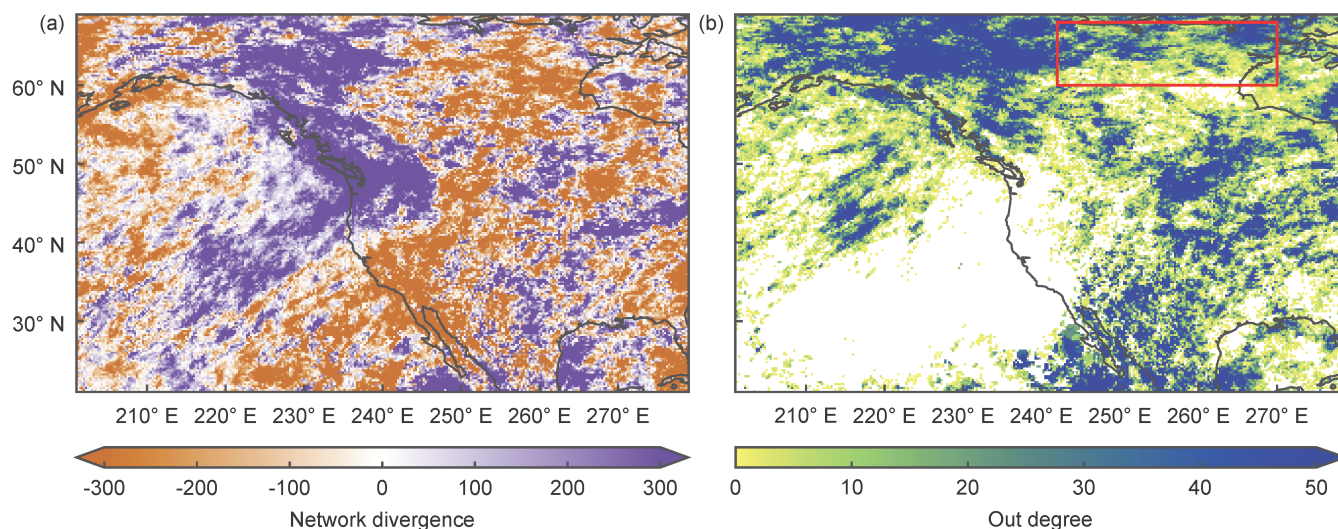 (a)
(b)
60° N
50° N
40° N
30° N
210° E 220° E 230° E 240° E 250° E 260° E 270° E
210° E 220° E 230° E 240° E 250° E 260° E 270° E
-300 -200 -100 0 100 200 300
0 10 20 30 40 50
Network divergence
Out degree